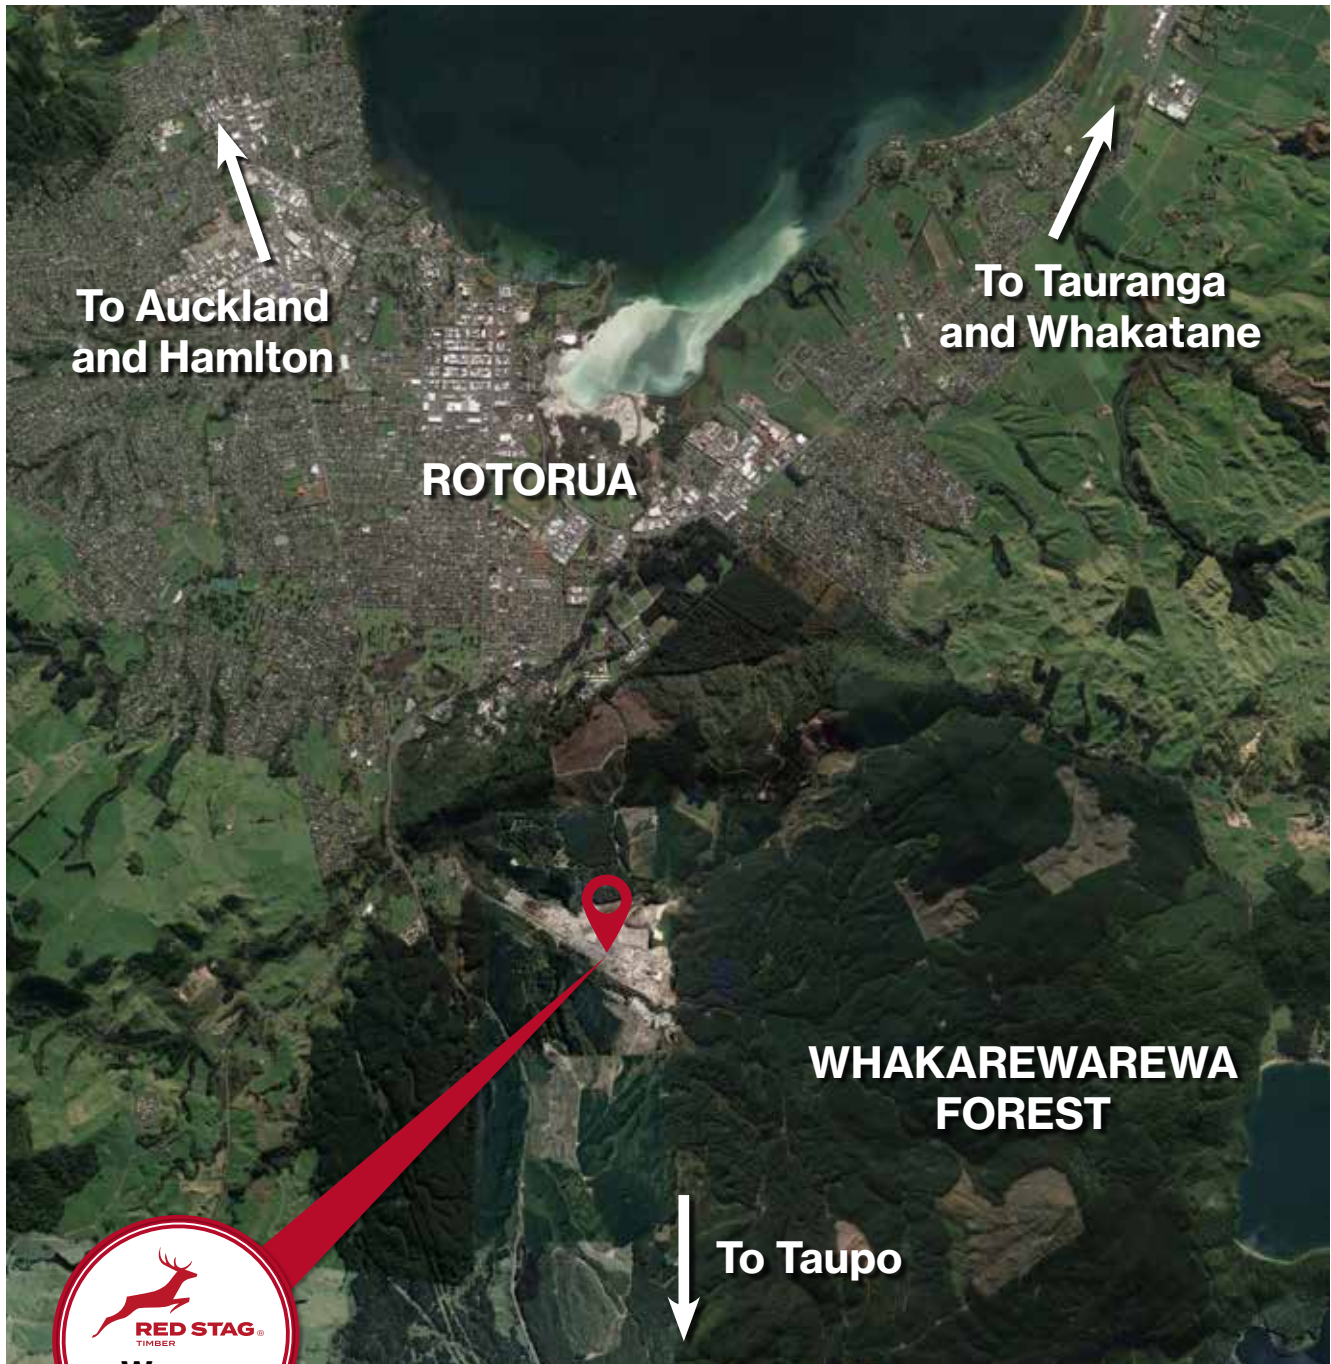 To Auckland
and Hamlton
To Tauranga
and Whakatane
ROTORUA
WHAKAREWAREWA
FOREST
To Taupo
RED STAG®
TIMBER